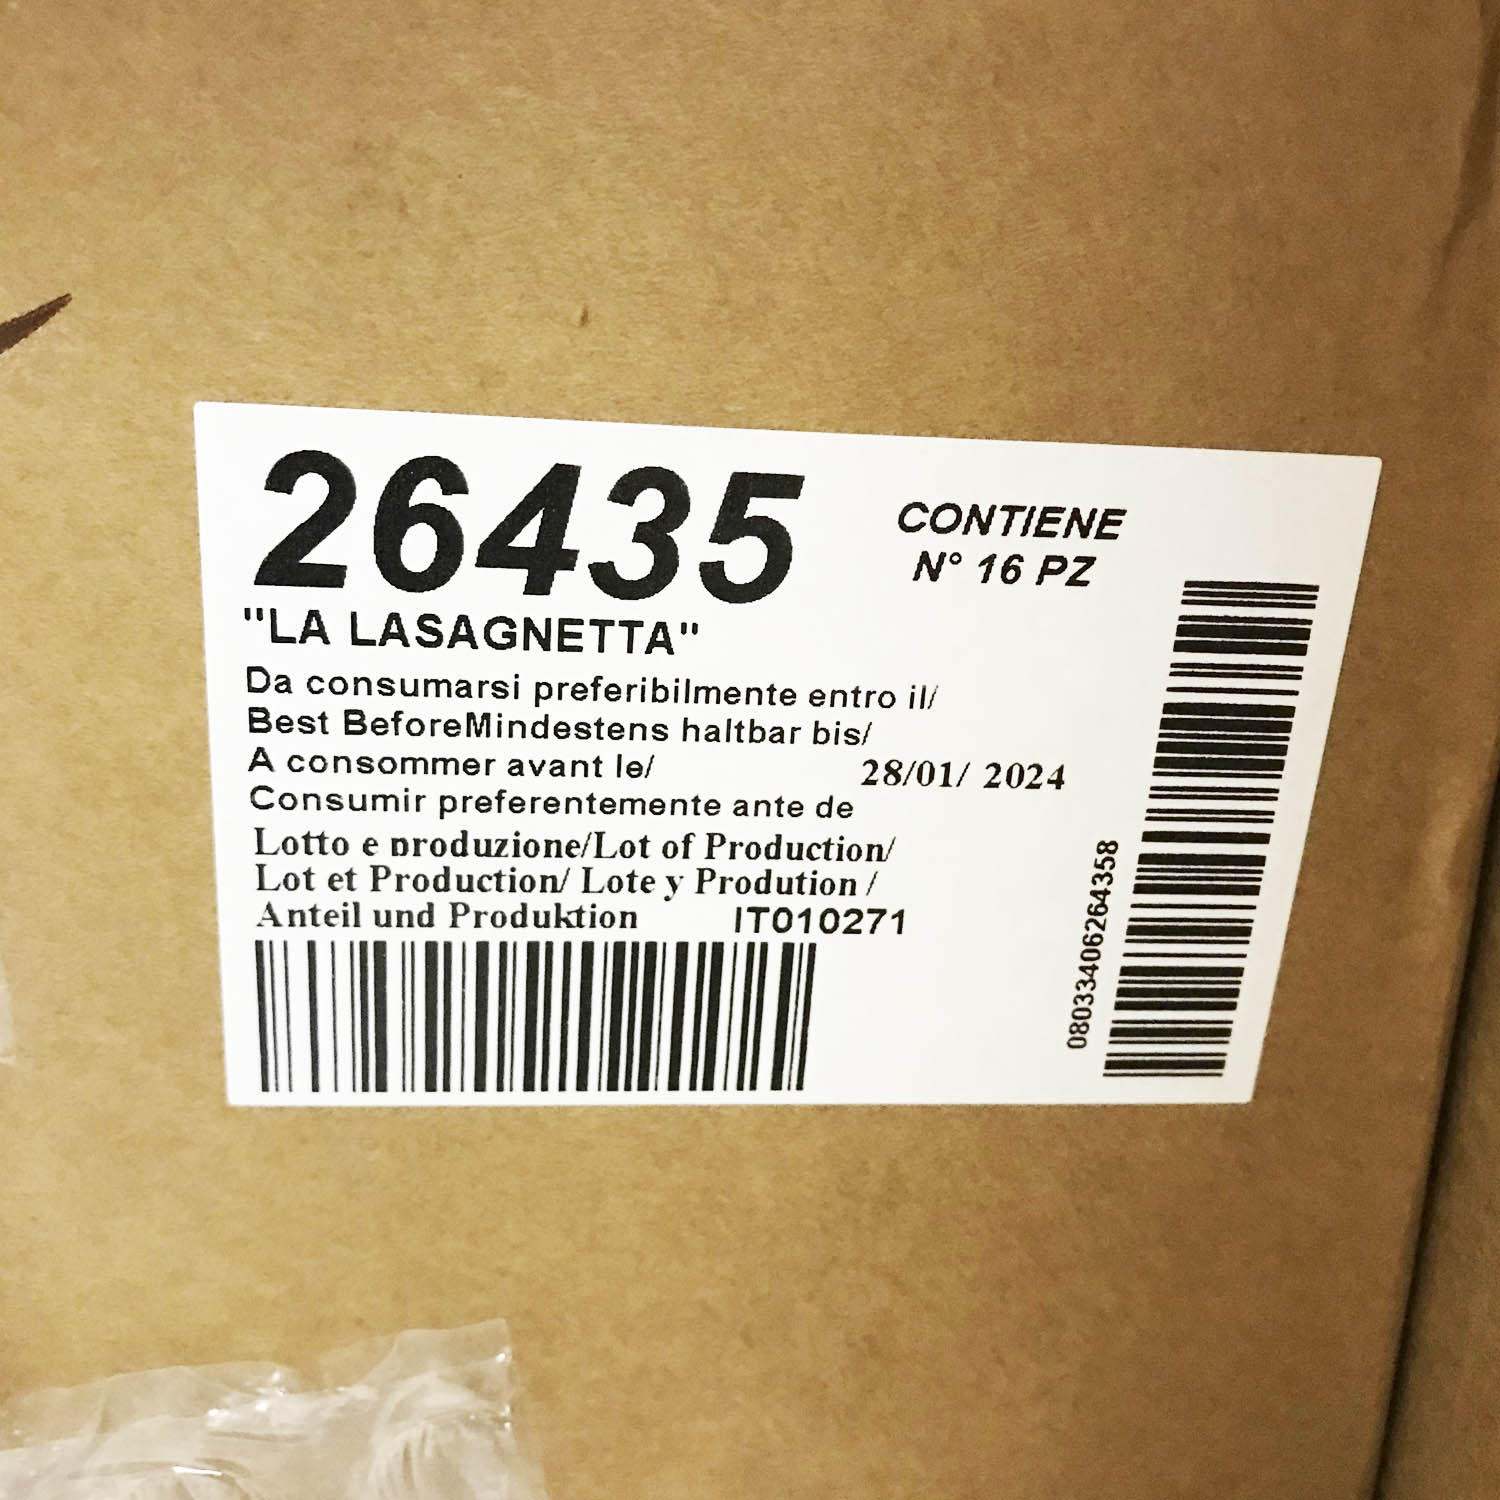 26435
CONTIENE
N° 16 PZ
"LA LASAGNETTA"
Da consumarsi preferibilmente entro il/
Best BeforeMindestens haltbar bis/
A consommer avant le/
28/01/ 2024
Consumir preferentemente ante de
Lotto e produzione/Lot of Production/
Lot et Production/ Lote y Prodution /
Anteil und Produktion IT010271
08033406264358